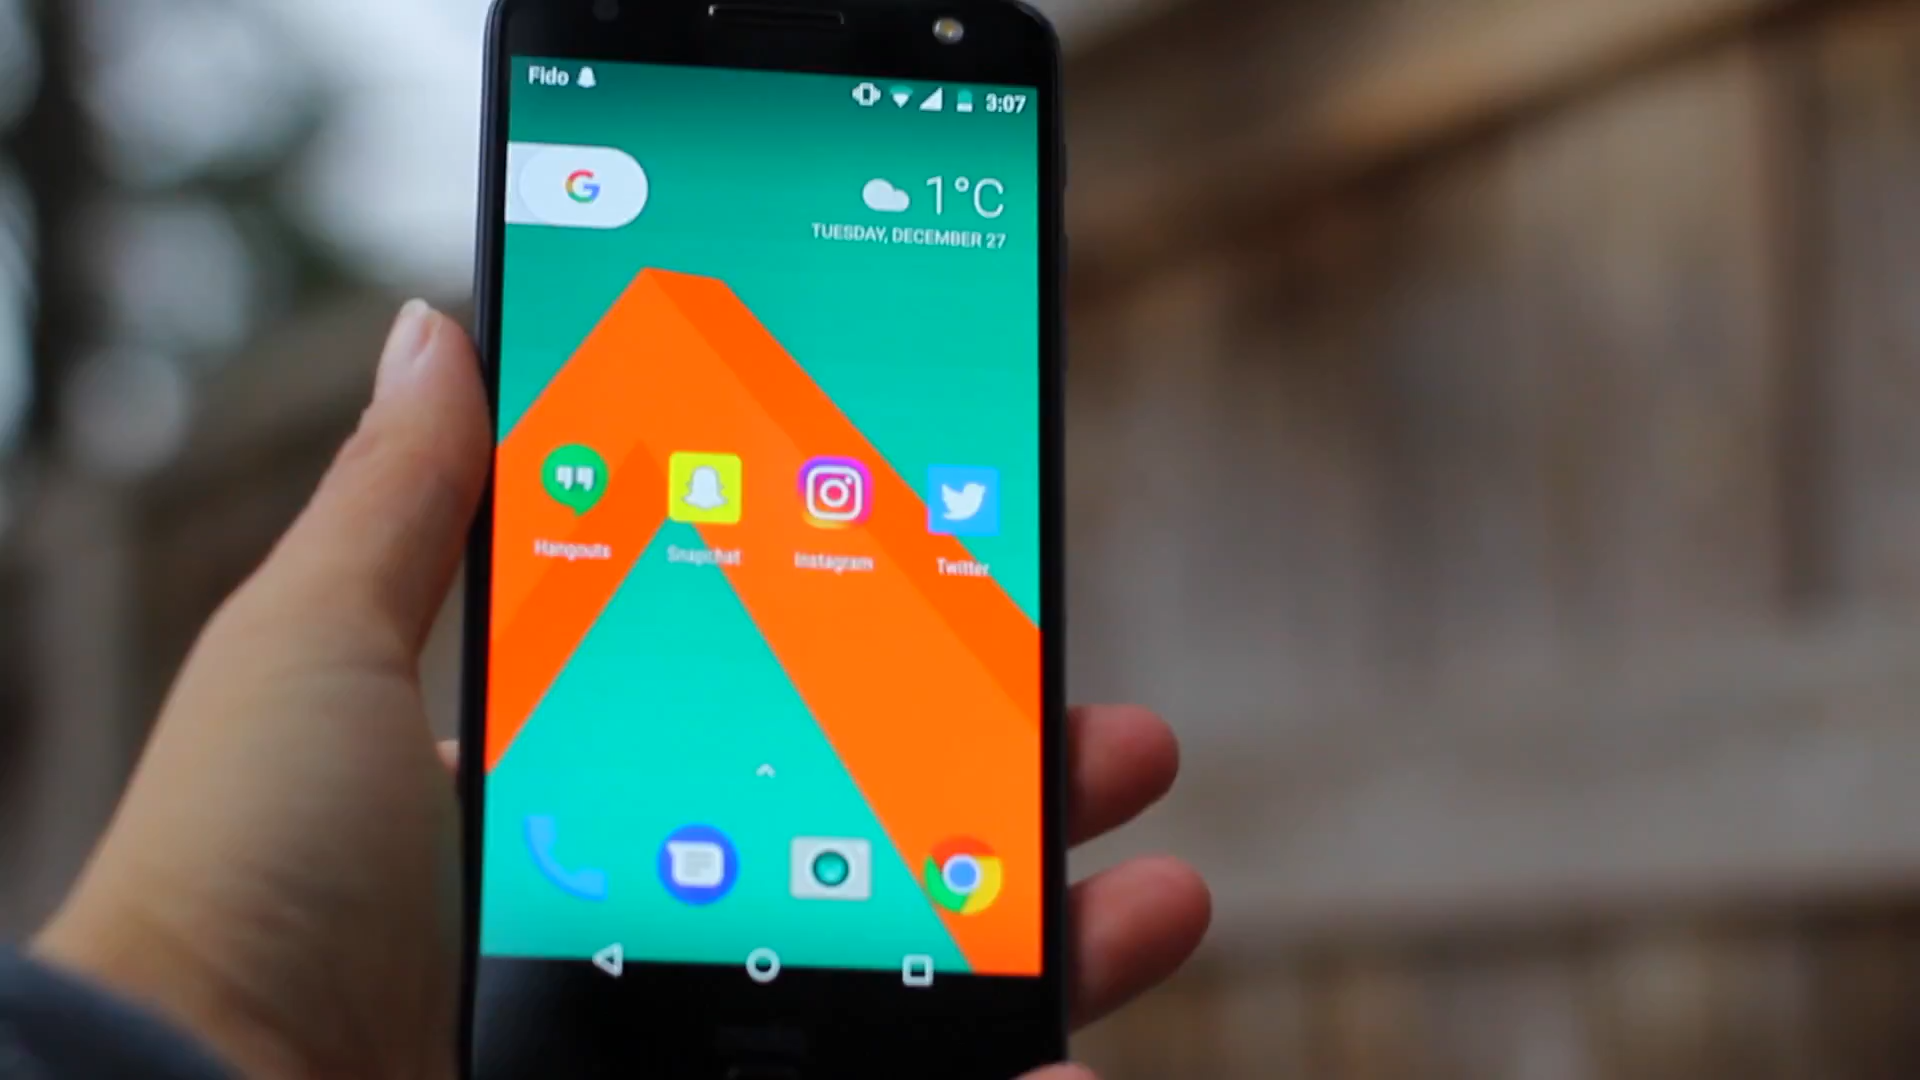 Fido
3:07
1°C
TUESDAY, DECEMBER 27
Hangouts
Snapchat
Instagram
Twitter